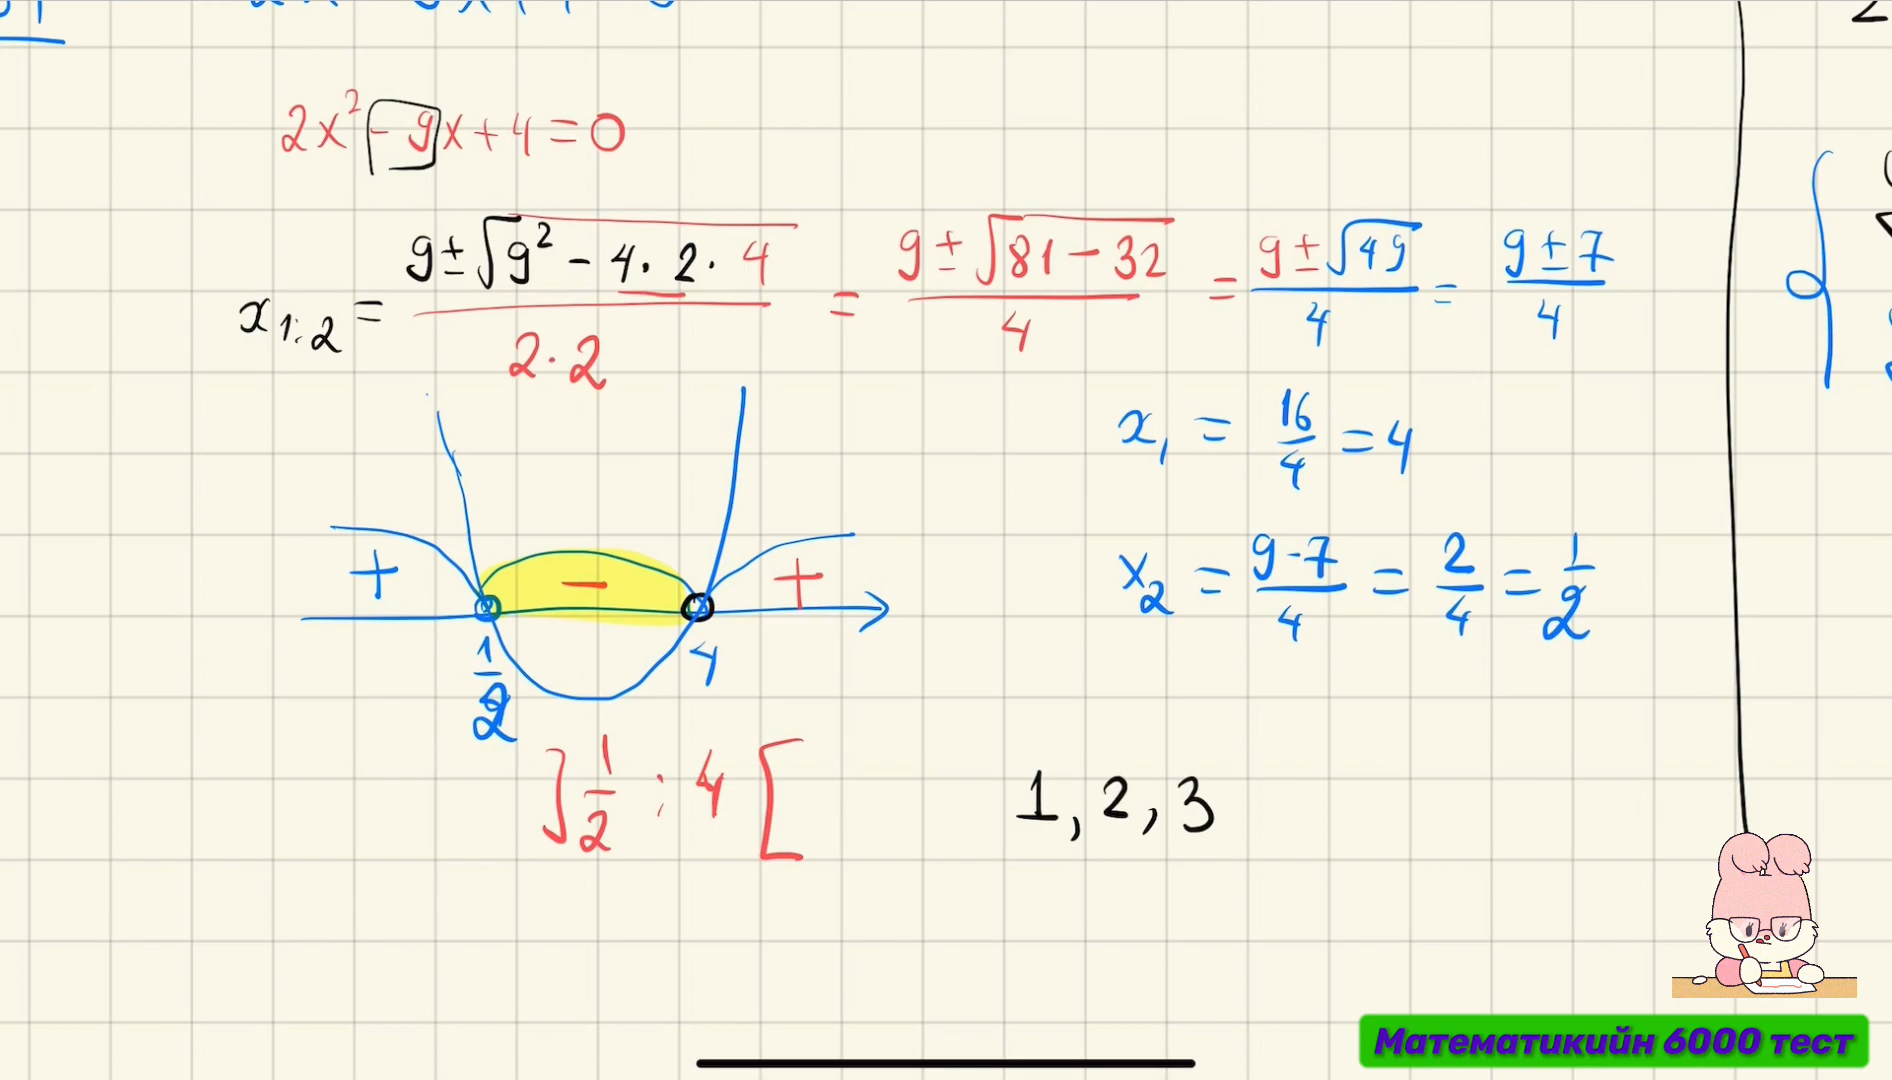 2x² - 9x + 4 = 0
x₁:₂ = (9 ± √(9² - 4 · 2 · 4)) / (2 · 2) = (9 ± √(81 - 32)) / 4 = (9 ± √49) / 4 = (9 ± 7) / 4
x₁ = 16/4 = 4
+ - +
x₂ = (9 - 7)/4 = 2/4 = 1/2
1/2 4
]1/2 : 4[
1, 2, 3
Математикийн 6000 тест